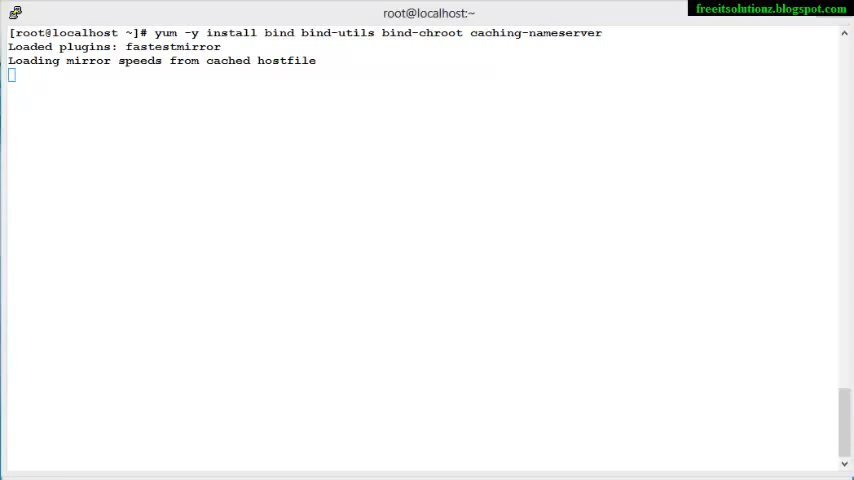 root@localhost:~
freeitsolutionz.blogspot.com
[root@localhost ~]# yum -y install bind bind-utils bind-chroot caching-nameserver
Loaded plugins: fastestmirror
Loading mirror speeds from cached hostfile